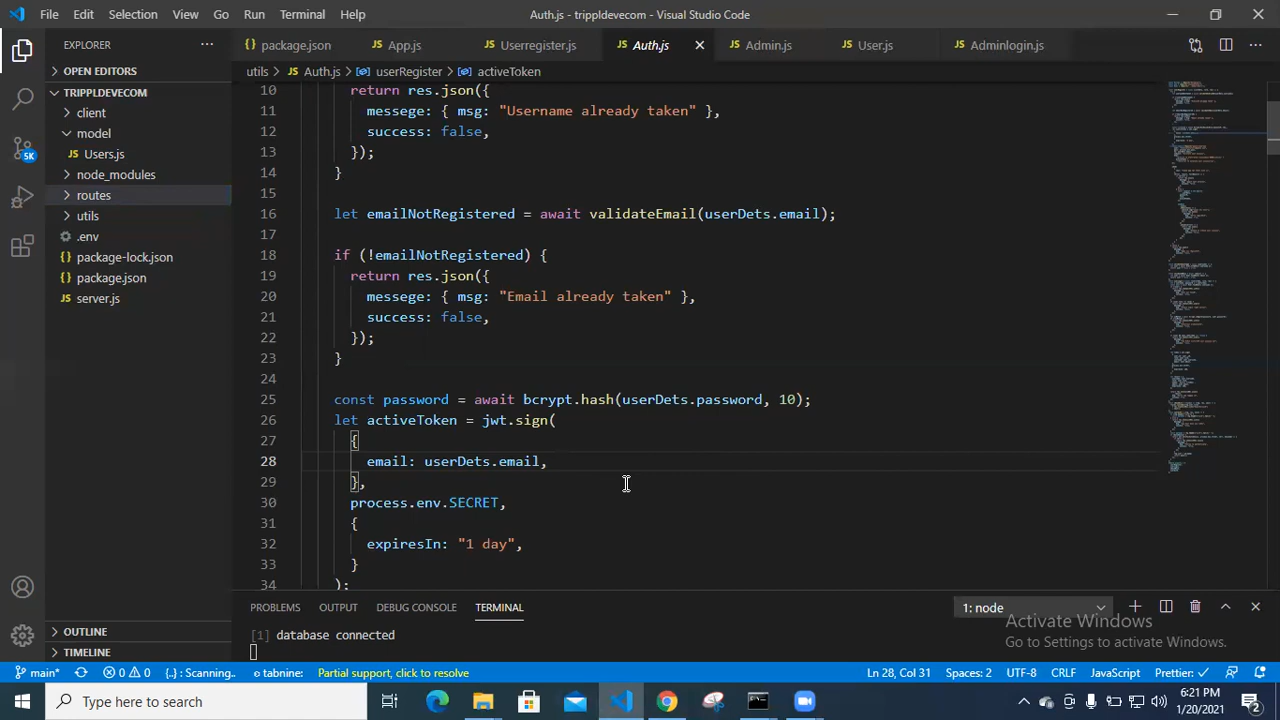 File Edit Selection View Go Run Terminal Help
Auth.js - trippldevecom - Visual Studio Code
EXPLORER
package.json App.js Userregister.js Auth.js Admin.js User.js Adminlogin.js
OPEN EDITORS
TRIPPLDEVECOM
client
model
Users.js
node_modules
routes
utils
.env
package-lock.json
package.json
server.js
OUTLINE
TIMELINE
5K
utils > Auth.js > userRegister > activeToken
10 return res.json({
11 message: { msg: "Username already taken" },
12 success: false,
13 });
14 }
15
16 let emailNotRegistered = await validateEmail(userDets.email);
17
18 if (!emailNotRegistered) {
19 return res.json({
20 messege: { msg: "Email already taken" },
21 success: false,
22 });
23 }
24
25 const password = await bcrypt.hash(userDets.password, 10);
26 let activeToken = jwt.sign(
27 {
28 email: userDets.email,
29 },
30 process.env.SECRET,
31 {
32 expiresIn: "1 day",
33 }
34 );
PROBLEMS OUTPUT DEBUG CONSOLE TERMINAL
1: node
[1] database connected
Activate Windows
Go to Settings to activate Windows.
main* 0 0 {..} : Scanning.. tabnine: Partial support, click to resolve
Ln 28, Col 31 Spaces: 2 UTF-8 CRLF JavaScript Prettier: ✓
Type here to search
6:21 PM
1/20/2021
2